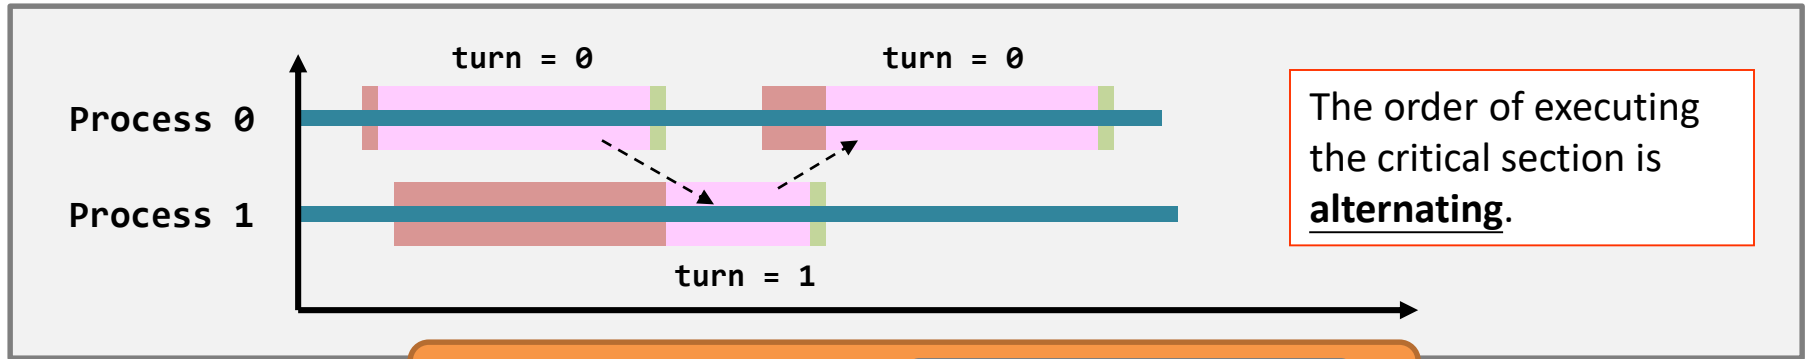 turn = 0
turn = 0
Process 0
The order of executing
the critical section is
alternating.
Process 1
turn = 1